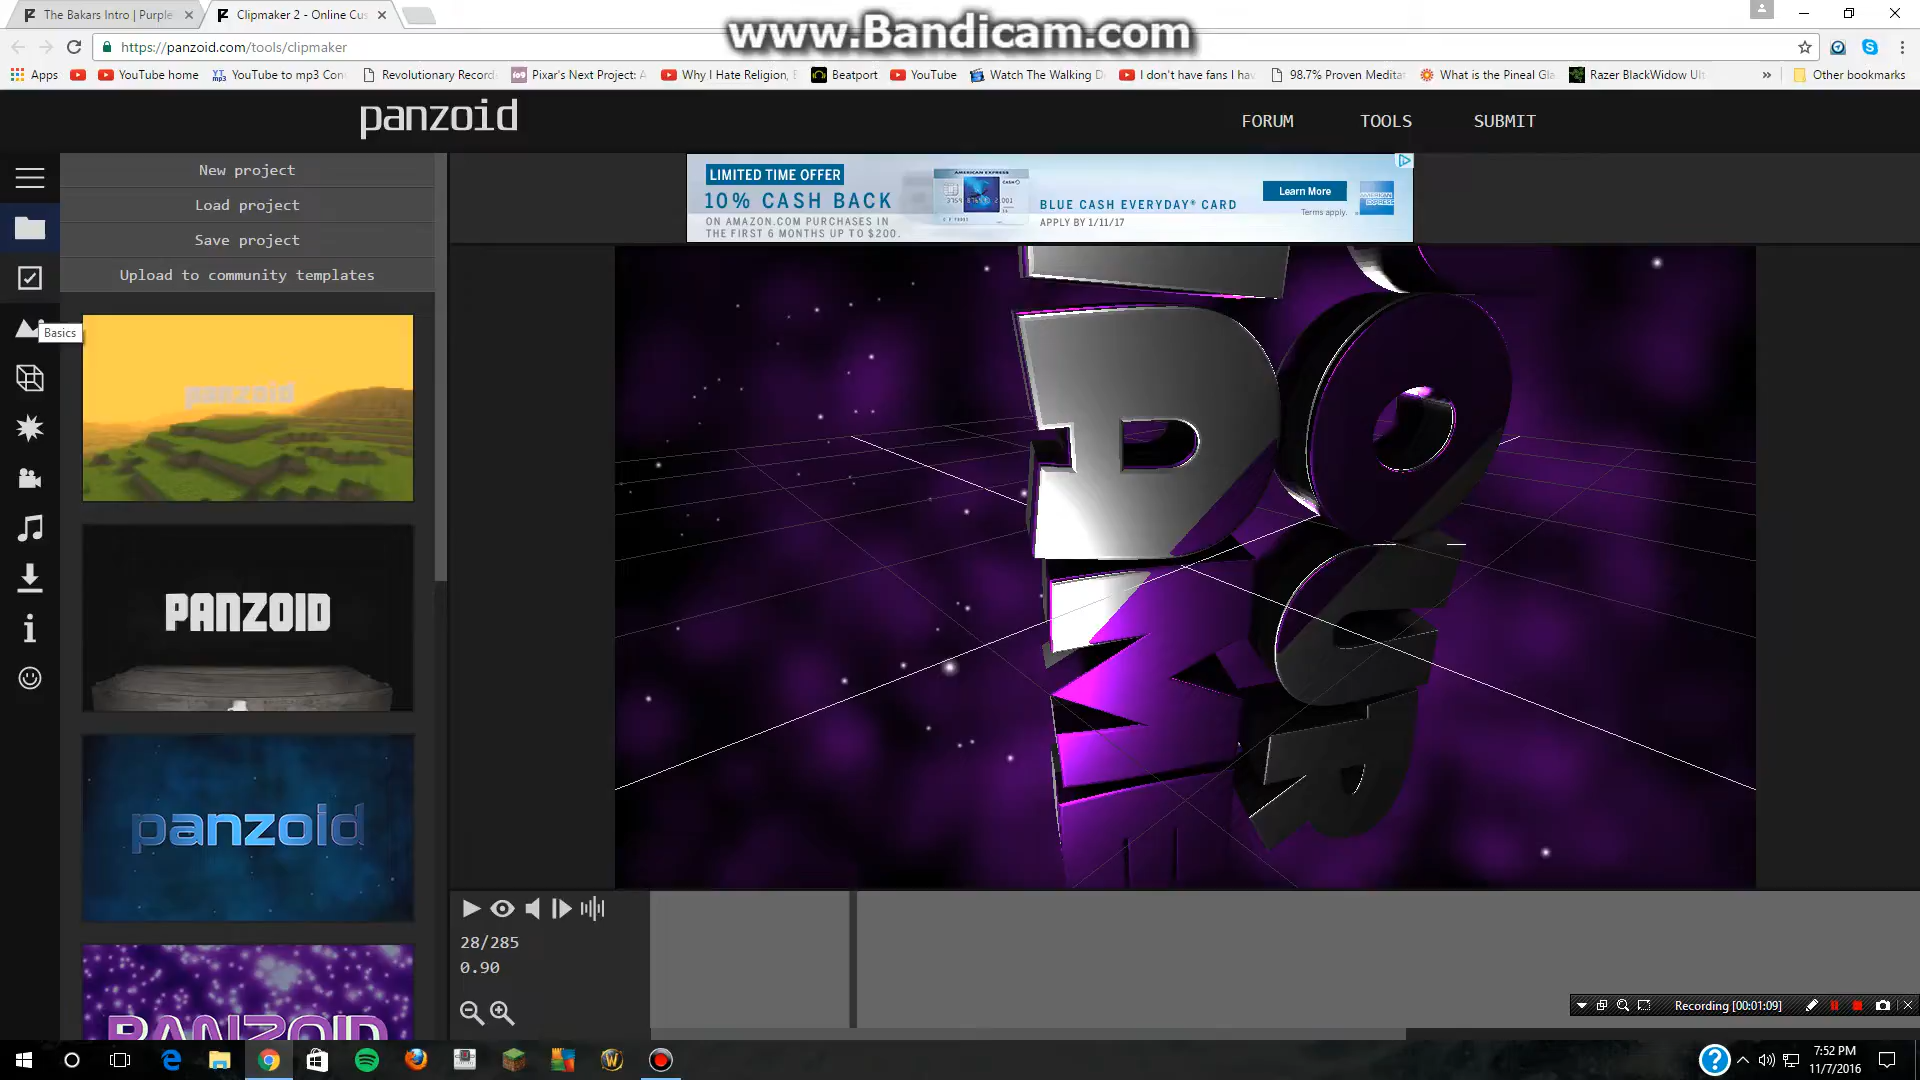 The Bakars Intro | Purple
Clipmaker 2 - Online Cus
www.Bandicam.com
https://panzoid.com/tools/clipmaker
Apps
YouTube home
YouTube to mp3 Con
Revolutionary Record
Pixar's Next Project: A
Why I Hate Religion,
Beatport
YouTube
Watch The Walking D
I don't have fans I ha
98.7% Proven Meditat
What is the Pineal Gla
Razer BlackWidow Ult
»
Other bookmarks
panzoid
FORUM
TOOLS
SUBMIT
New project
Load project
Save project
Upload to community templates
LIMITED TIME OFFER
10% CASH BACK
ON AMAZON.COM PURCHASES IN
THE FIRST 6 MONTHS UP TO $200.
AMERICAN EXPRESS
BLUE CASH EVERYDAY® CARD
APPLY BY 1/11/17
Learn More
Terms apply.
Basics
panzoid
PANZOID
panzoid
PANZOID
28/285
0.90
Recording [00:01:09]
7:52 PM
11/7/2016